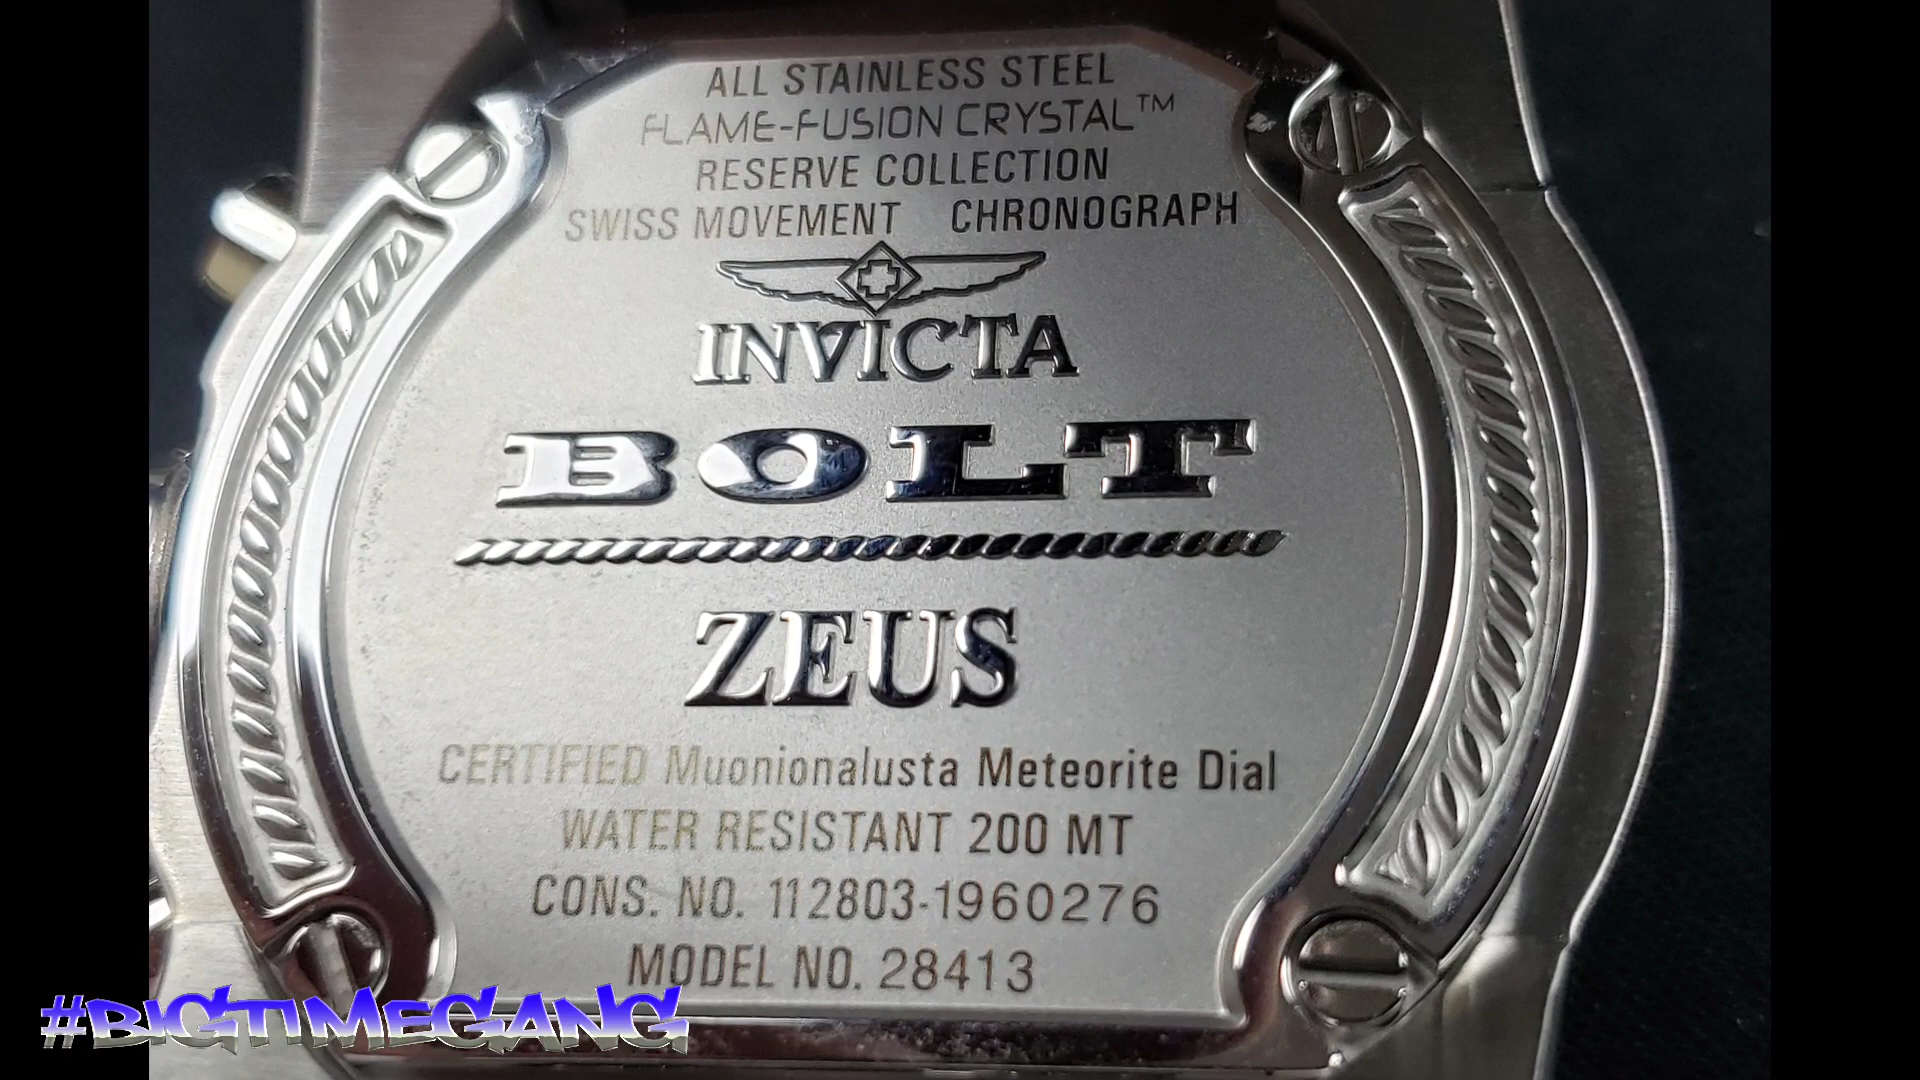 ALL STAINLESS STEEL
FLAME-FUSION CRYSTAL™
RESERVE COLLECTION
SWISS MOVEMENT CHRONOGRAPH
INVICTA
BOLT
ZEUS
CERTIFIED Muonionalusta Meteorite Dial
WATER RESISTANT 200 MT
CONS. NO. 112803-1960276
MODEL NO. 28413
#BIGTIMEGANG